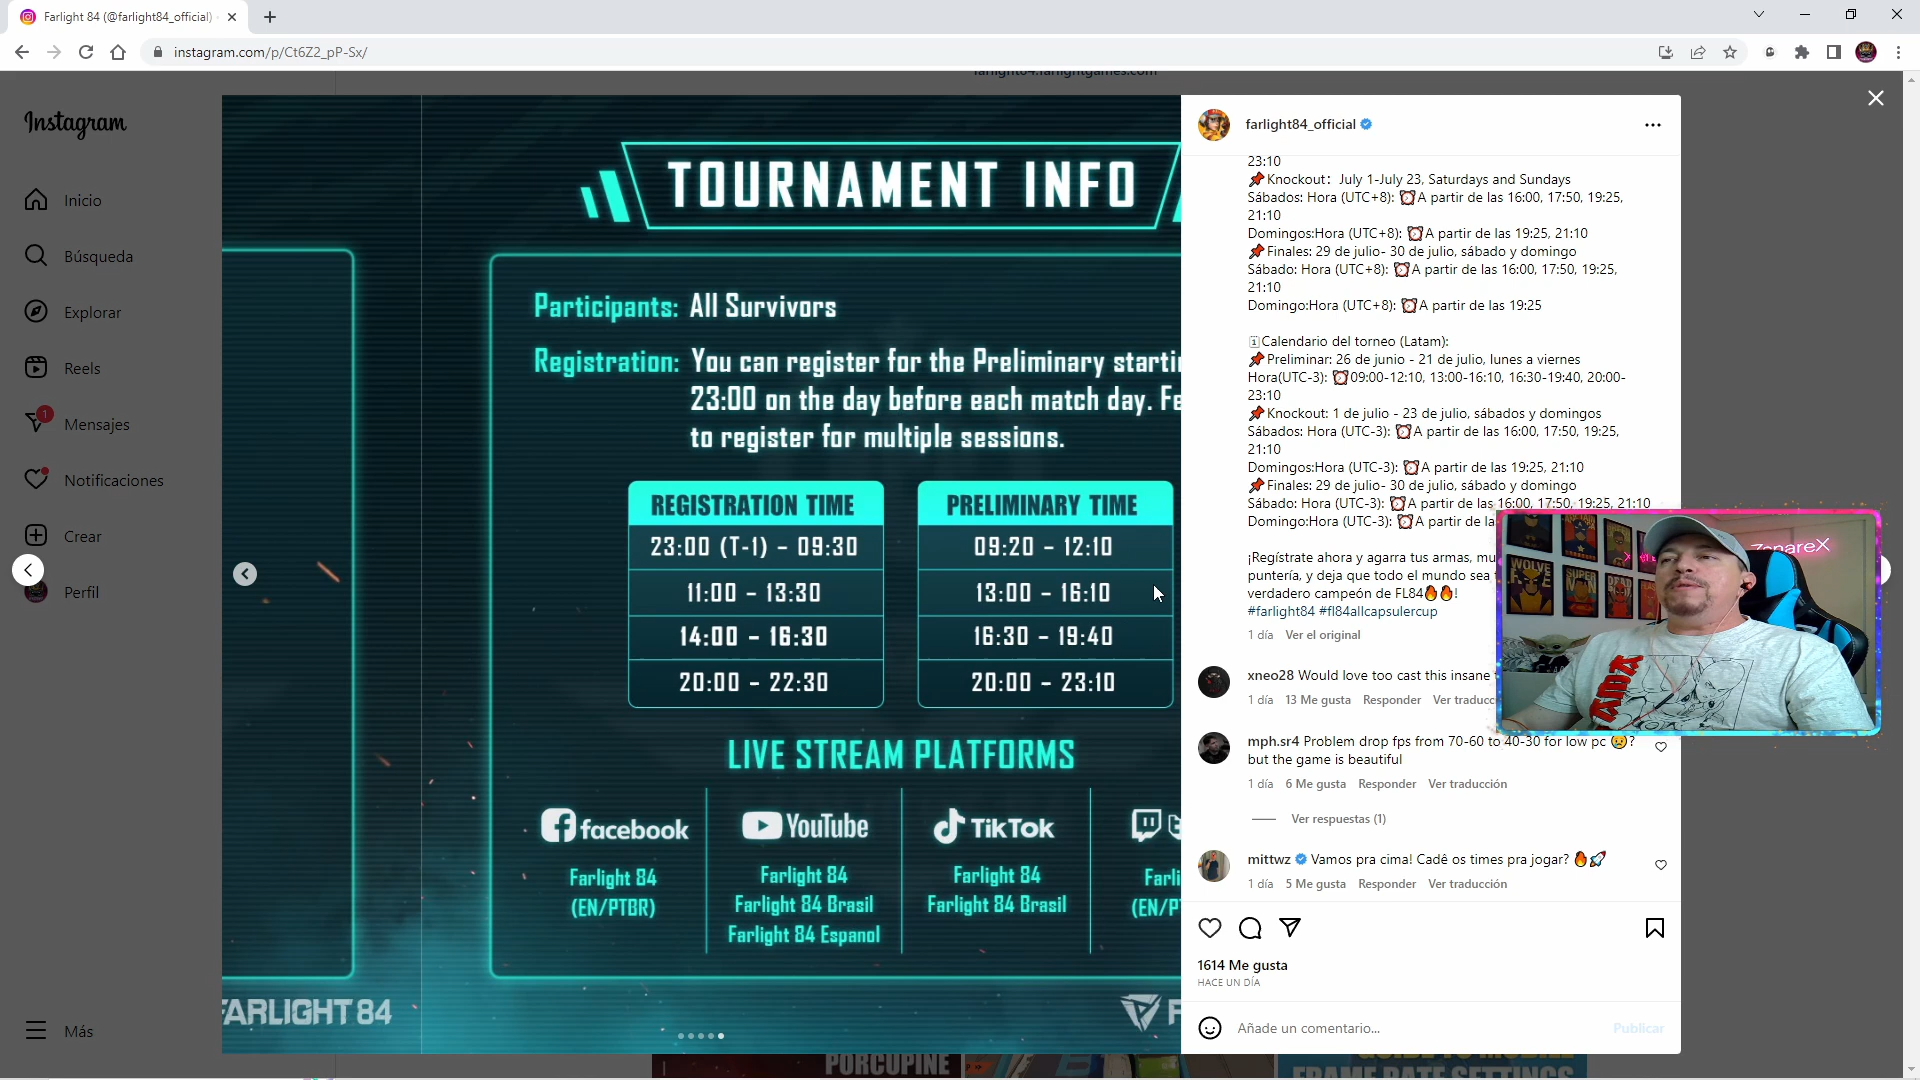 Farlight 84 (@farlight84_official)
instagram.com/p/Ct6Z2_pP-Sx/
farlight84.farlightgames.com
Instagram
Inicio
Búsqueda
Explorar
Reels
1
Mensajes
Notificaciones
Crear
Perfil
Más
TOURNAMENT INFO
Participants: All Survivors
Registration: You can register for the Preliminary starti
23:00 on the day before each match day. Fe
to register for multiple sessions.
REGISTRATION TIME
23:00 (T-1) - 09:30
11:00 - 13:30
14:00 - 16:30
20:00 - 22:30
PRELIMINARY TIME
09:20 - 12:10
13:00 - 16:10
16:30 - 19:40
20:00 - 23:10
LIVE STREAM PLATFORMS
facebook
Farlight 84
(EN/PTBR)
YouTube
Farlight 84
Farlight 84 Brasil
Farlight 84 Espanol
TikTok
Farlight 84
Farlight 84 Brasil
Farli
(EN/P
FARLIGHT 84
F
farlight84_official
23:10
📌Knockout: July 1-July 23, Saturdays and Sundays
Sábados: Hora (UTC+8): ⏰A partir de las 16:00, 17:50, 19:25,
21:10
Domingos:Hora (UTC+8): ⏰A partir de las 19:25, 21:10
📌Finales: 29 de julio- 30 de julio, sábado y domingo
Sábado: Hora (UTC+8): ⏰A partir de las 16:00, 17:50, 19:25,
21:10
Domingo:Hora (UTC+8): ⏰A partir de las 19:25
🗓Calendario del torneo (Latam):
📌Preliminar: 26 de junio - 21 de julio, lunes a viernes
Hora(UTC-3): ⏰09:00-12:10, 13:00-16:10, 16:30-19:40, 20:00-
23:10
📌Knockout: 1 de julio - 23 de julio, sábados y domingos
Sábados: Hora (UTC-3): ⏰A partir de las 16:00, 17:50, 19:25,
21:10
Domingos:Hora (UTC-3): ⏰A partir de las 19:25, 21:10
📌Finales: 29 de julio- 30 de julio, sábado y domingo
Sábado: Hora (UTC-3): ⏰A partir de las 16:00, 17:50, 19:25, 21:10
Domingo:Hora (UTC-3): ⏰A partir de la
¡Regístrate ahora y agarra tus armas, mu
puntería, y deja que todo el mundo sea t
verdadero campeón de FL84🔥🔥!
#farlight84 #fl84allcapsulercup
1 día Ver el original
xneo28 Would love too cast this insane t
1 día 13 Me gusta Responder Ver traducc
mph.sr4 Problem drop fps from 70-60 to 40-30 for low pc 😢?
but the game is beautiful
1 día 6 Me gusta Responder Ver traducción
Ver respuestas (1)
mittwz Vamos pra cima! Cadê os times pra jogar? 🔥🚀
1 día 5 Me gusta Responder Ver traducción
1614 Me gusta
HACE UN DÍA
Añade un comentario...
Publicar
WOLVE
SUPER
PORCUPINE
GUIDE TO MOBILE
FRAME RATE SETTINGS